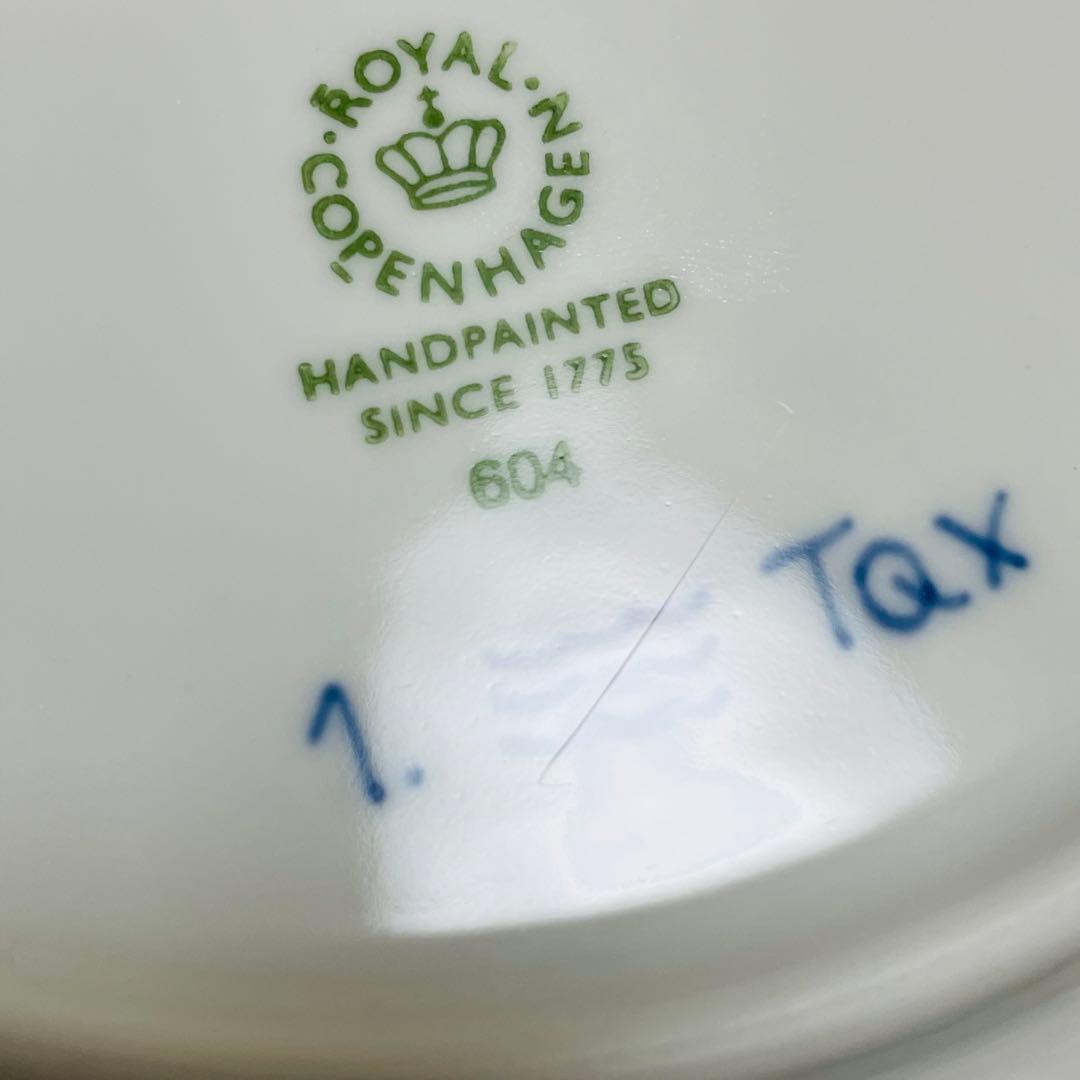 ROYAL
COPENHAGEN
HANDPAINTED
SINCE 1775
604
TQX
1.